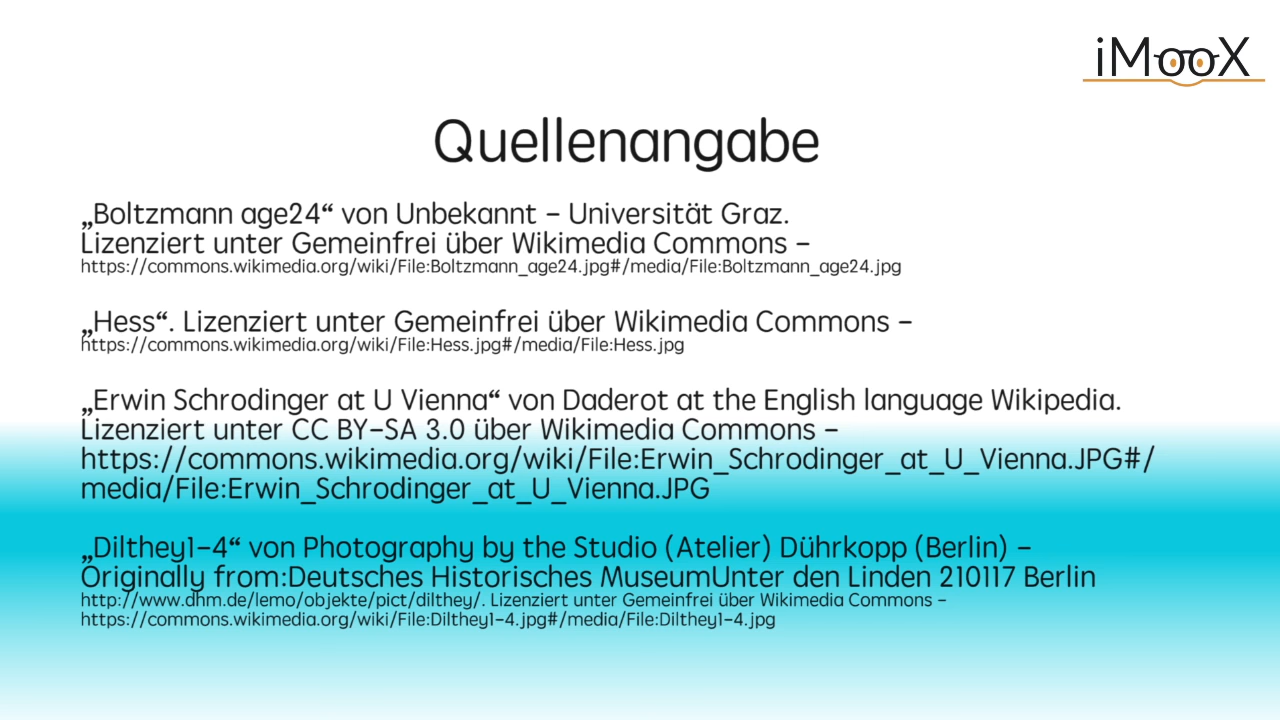 iMooX
Quellenangabe
„Boltzmann age24“ von Unbekannt – Universität Graz.
Lizenziert unter Gemeinfrei über Wikimedia Commons –
https://commons.wikimedia.org/wiki/File:Boltzmann_age24.jpg#/media/File:Boltzmann_age24.jpg
„Hess“. Lizenziert unter Gemeinfrei über Wikimedia Commons –
https://commons.wikimedia.org/wiki/File:Hess.jpg#/media/File:Hess.jpg
„Erwin Schrodinger at U Vienna“ von Daderot at the English language Wikipedia.
Lizenziert unter CC BY–SA 3.0 über Wikimedia Commons –
https://commons.wikimedia.org/wiki/File:Erwin_Schrodinger_at_U_Vienna.JPG#/
media/File:Erwin_Schrodinger_at_U_Vienna.JPG
„Dilthey1–4“ von Photography by the Studio (Atelier) Dührkopp (Berlin) –
Originally from:Deutsches Historisches MuseumUnter den Linden 210117 Berlin
http://www.dhm.de/lemo/objekte/pict/dilthey/. Lizenziert unter Gemeinfrei über Wikimedia Commons –
https://commons.wikimedia.org/wiki/File:Dilthey1–4.jpg#/media/File:Dilthey1–4.jpg